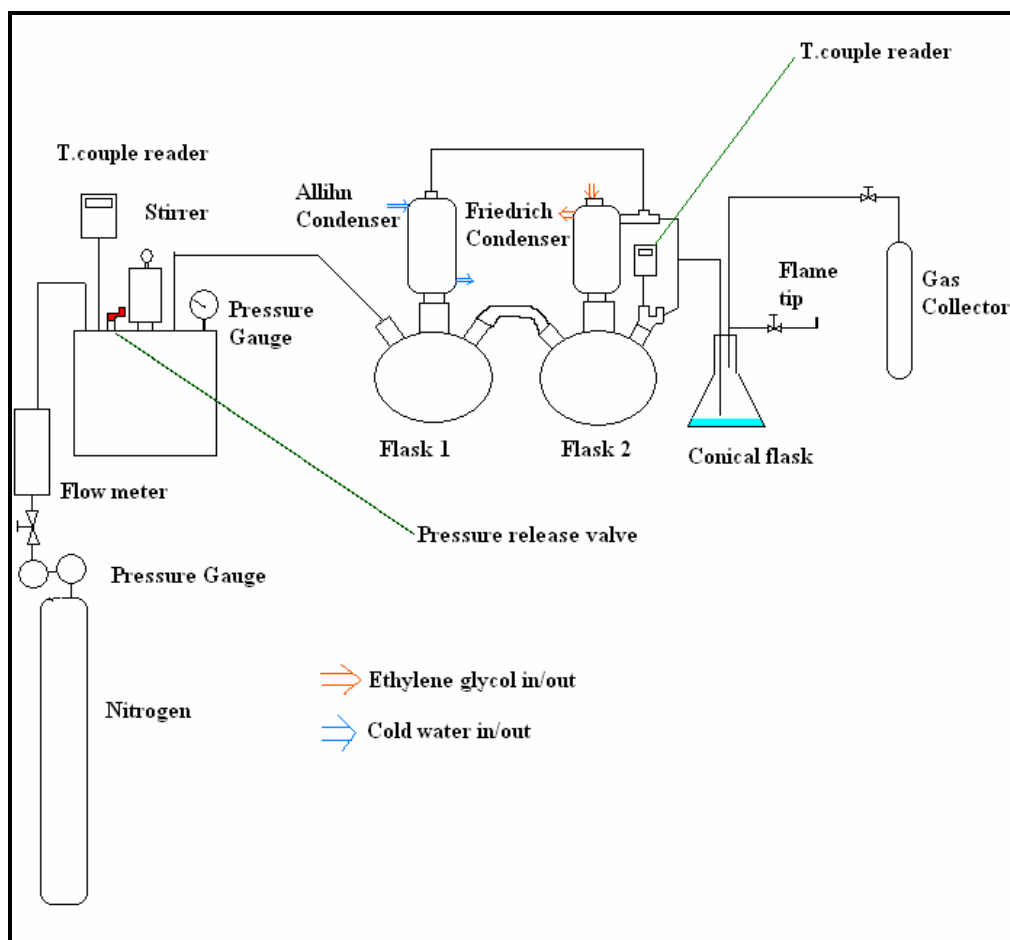 T.couple reader
T.couple reader
Stirrer
Allihn
Condenser
Friedrich
Condenser
Pressure
Gauge
Flame
tip
Gas
Collector
Flask 1
Flask 2
Conical flask
Flow meter
Pressure release valve
Pressure Gauge
Ethylene glycol in/out
Nitrogen
Cold water in/out